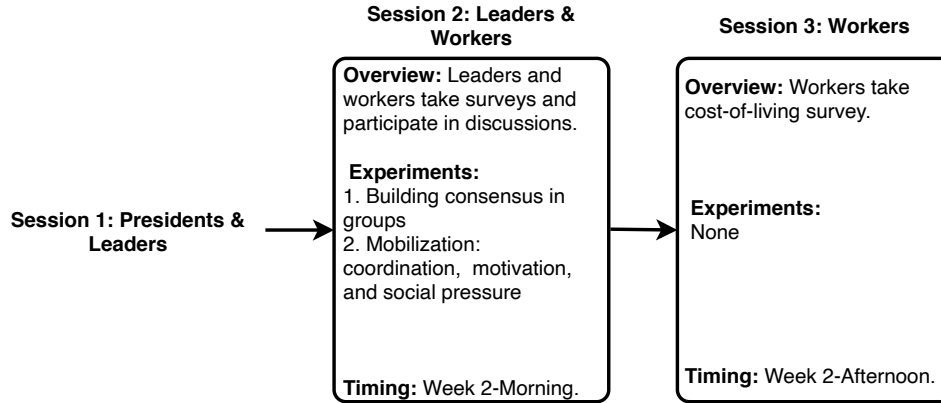 Session 1: Presidents &
Leaders
Session 2: Leaders &
Workers
Overview: Leaders and
workers take surveys and
participate in discussions.
Experiments:
1. Building consensus in
groups
2. Mobilization:
coordination, motivation,
and social pressure
Timing: Week 2-Morning.
Session 3: Workers
Overview: Workers take
cost-of-living survey.
Experiments:
None
Timing: Week 2-Afternoon.